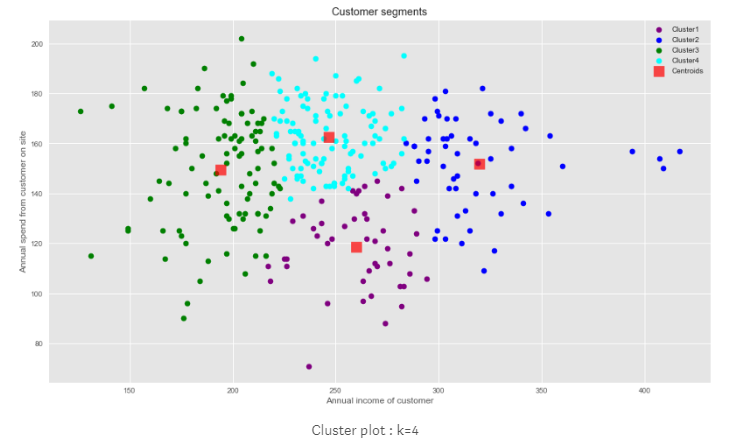 Customer segments
Cluster1
Cluster2
Cluster3
Cluster4
Centroids
200
180
160
140
120
100
80
Annual spend from customer on site
150
200
250
300
350
400
Annual income of customer
Cluster plot : k=4